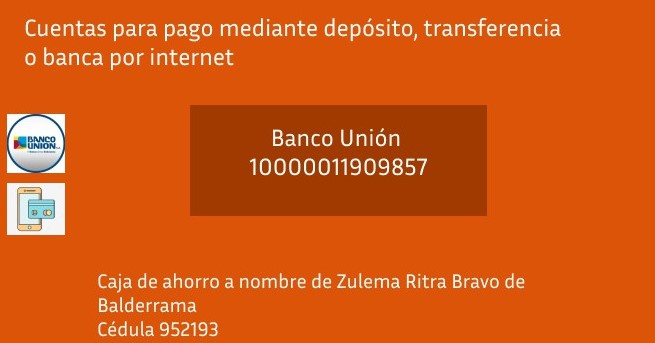 Cuentas para pago mediante depósito, transferencia
o banca por internet
BANCO
UNION
Banco Unión
10000011909857
Caja de ahorro a nombre de Zulema Ritra Bravo de
Balderrama
Cédula 952193